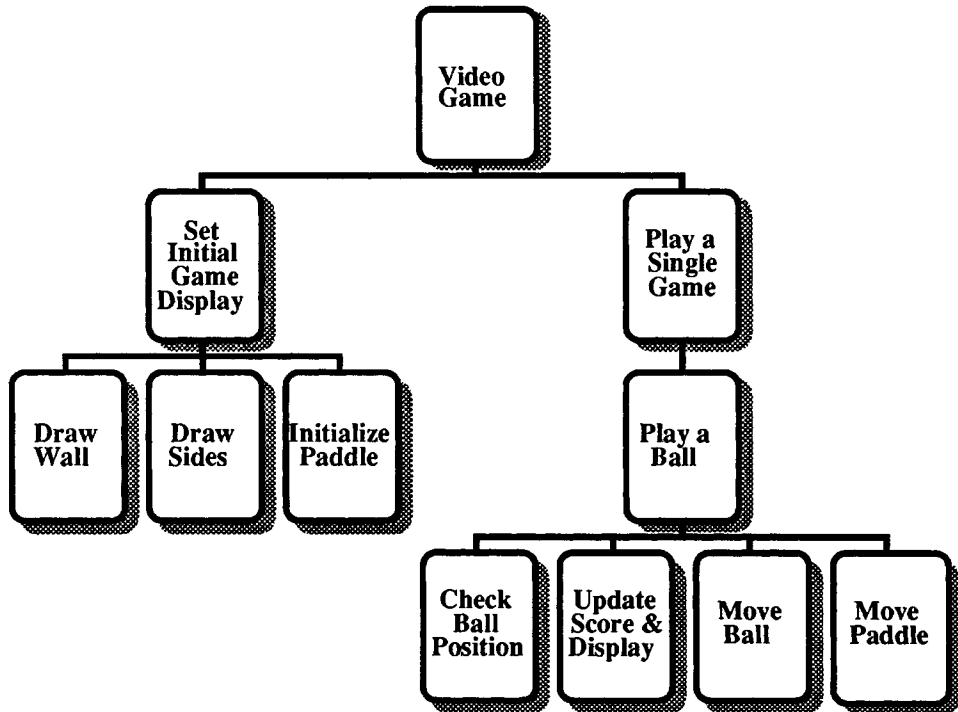 Video
Game
Set
Initial
Game
Display
Play a
Single
Game
Draw
Wall
Draw
Sides
Initialize
Paddle
Play a
Ball
Check
Ball
Position
Update
Score &
Display
Move
Ball
Move
Paddle